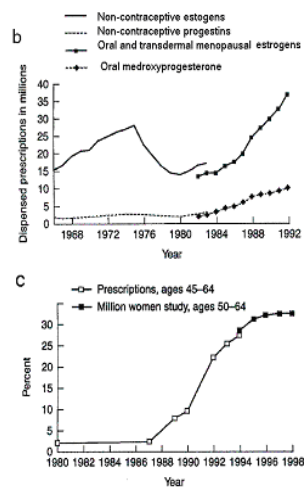 b
Non-contraceptive estogens
Non-contraceptive progestins
Oral and transdermal menopausal estrogens
Oral medroxyprogesterone
Dispensed prescriptions in millions
40
35
30
25
20
15
10
5
0
1968 1972 1976 1980 1984 1988 1992
Year
c
Prescriptions, ages 45–64
Million women study, ages 50–64
Percent
30
25
20
15
10
5
0
1980 1982 1984 1986 1988 1990 1992 1994 1996 1998
Year